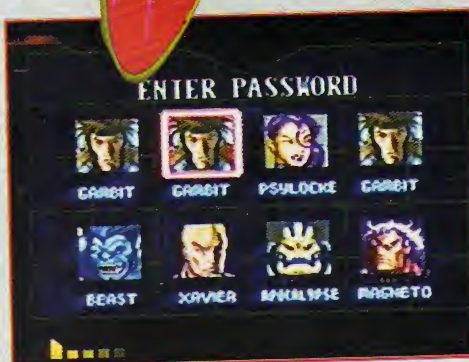 ENTER PASSWORD
GAMBIT GAMBIT PSYLOCKE GAMBIT
BEAST XAVIER APOCALYPSE MAGNETO